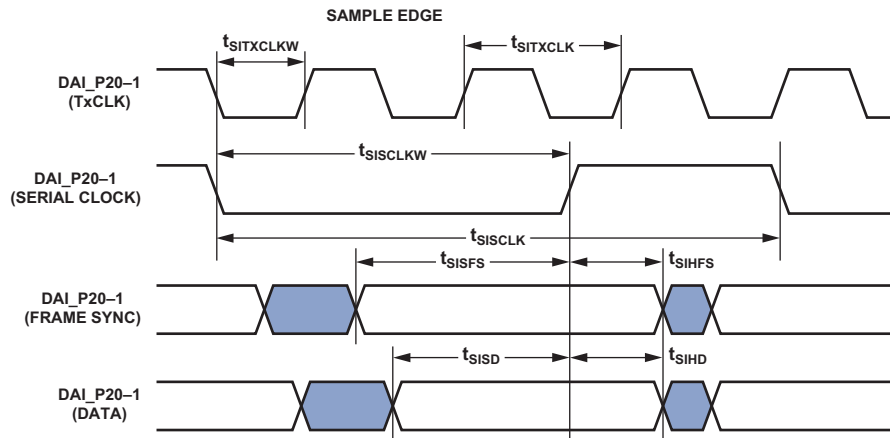 SAMPLE EDGE
tSITXCLKW
tSITXCLK
DAI_P20–1
(TxCLK)
tSISCLKW
DAI_P20–1
(SERIAL CLOCK)
tSISCLK
tSISFS
tSIHFS
DAI_P20–1
(FRAME SYNC)
tSISD
tSIHD
DAI_P20–1
(DATA)